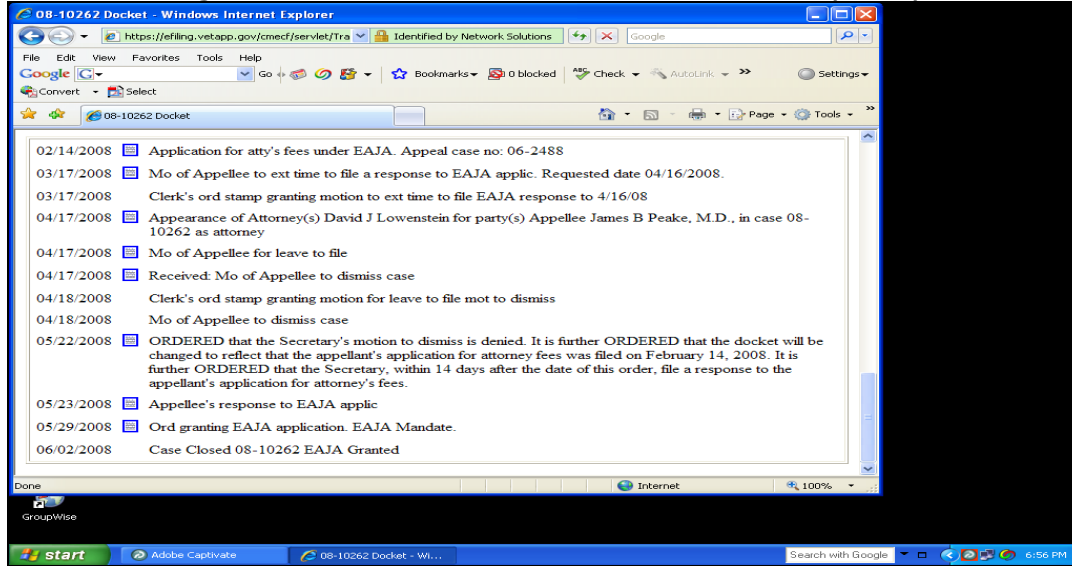 08-10262 Docket - Windows Internet Explorer
https://efiling.vetapp.gov/cmecf/servlet/Tra Identified by Network Solutions Google
File Edit View Favorites Tools Help
Google G Go Bookmarks 0 blocked ABC Check AutoLink >> Settings
Convert Select
08-10262 Docket Page Tools >>
02/14/2008 Application for atty's fees under EAJA. Appeal case no: 06-2488
03/17/2008 Mo of Appellee to ext time to file a response to EAJA applic. Requested date 04/16/2008.
03/17/2008 Clerk's ord stamp granting motion to ext time to file EAJA response to 4/16/08
04/17/2008 Appearance of Attorney(s) David J Lowenstein for party(s) Appellee James B Peake, M.D., in case 08-
10262 as attorney
04/17/2008 Mo of Appellee for leave to file
04/17/2008 Received: Mo of Appellee to dismiss case
04/18/2008 Clerk's ord stamp granting motion for leave to file mot to dismiss
04/18/2008 Mo of Appellee to dismiss case
05/22/2008 ORDERED that the Secretary's motion to dismiss is denied. It is further ORDERED that the docket will be
changed to reflect that the appellant's application for attorney fees was filed on February 14, 2008. It is
further ORDERED that the Secretary, within 14 days after the date of this order, file a response to the
appellant's application for attorney's fees.
05/23/2008 Appellee's response to EAJA applic
05/29/2008 Ord granting EAJA application. EAJA Mandate.
06/02/2008 Case Closed 08-10262 EAJA Granted
Done Internet 100%
GroupWise
start Adobe Captivate 08-10262 Docket - Wi... Search with Google 6:56 PM